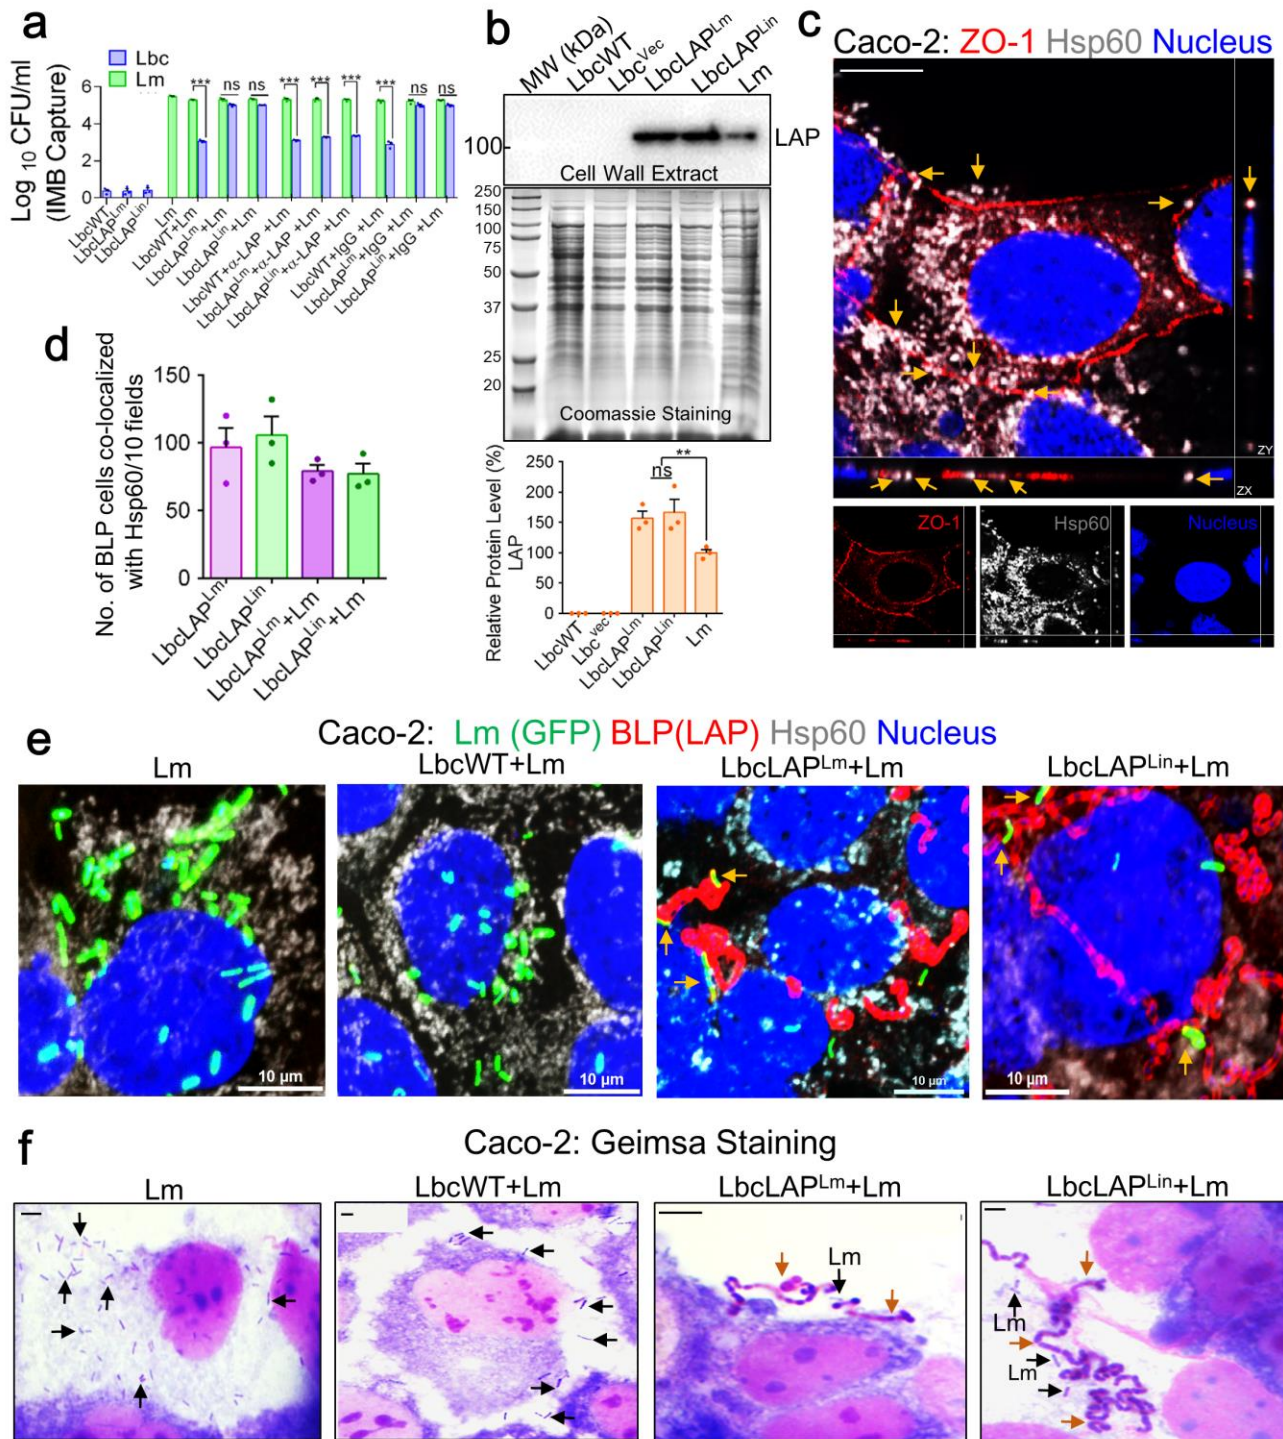 a
Lbc
Lm
Log 10 CFU/ml
(IMB Capture)
6
3
0
*** ns ns *** *** *** *** ns ns
LbcWT
LbcLAPLm
LbcLAPLin
Lm
LbcWT+Lm
LbcLAPLm+Lm
LbcLAPLin+Lm
LbcWT+α-LAP +Lm
LbcLAPLm+α-LAP +Lm
LbcLAPLin+α-LAP +Lm
LbcWT+IgG +Lm
LbcLAPLm+IgG +Lm
LbcLAPLin+IgG +Lm
b
MW (kDa)
LbcWT
LbcVec
LbcLAPLm
LbcLAPLin
Lm
100
LAP
Cell Wall Extract
250
150
100
75
50
37
25
20
Coomassie Staining
Relative Protein Level (%)
LAP
250
200
150
100
50
0
ns
**
LbcWT
Lbcvec
LbcLAPLm
LbcLAPLin
Lm
c
Caco-2: ZO-1 Hsp60 Nucleus
ZY
ZX
ZO-1
Hsp60
Nucleus
d
No. of BLP cells co-localized
with Hsp60/10 fields
150
100
50
0
LbcLAPLm
LbcLAPLin
LbcLAPLm+Lm
LbcLAPLin+Lm
e
Caco-2: Lm (GFP) BLP(LAP) Hsp60 Nucleus
Lm
LbcWT+Lm
LbcLAPLm+Lm
LbcLAPLin+Lm
10 µm
10 µm
10 µm
10 µm
f
Caco-2: Geimsa Staining
Lm
LbcWT+Lm
LbcLAPLm+Lm
LbcLAPLin+Lm
Lm
Lm
Lm